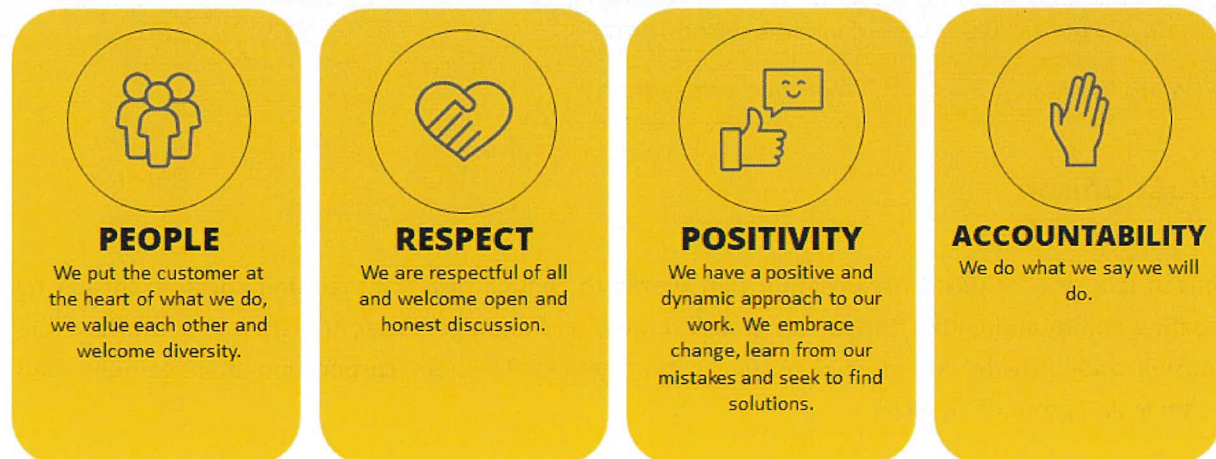 PEOPLE
We put the customer at
the heart of what we do,
we value each other and
welcome diversity.
RESPECT
We are respectful of all
and welcome open and
honest discussion.
POSITIVITY
We have a positive and
dynamic approach to our
work. We embrace
change, learn from our
mistakes and seek to find
solutions.
ACCOUNTABILITY
We do what we say we will
do.